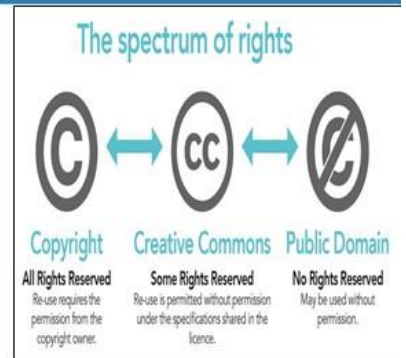 The spectrum of rights
C CC C
Copyright Creative Commons Public Domain
All Rights Reserved Some Rights Reserved No Rights Reserved
Re-use requires the Re-use is permitted without permission May be used without
permission from the under the specifications shared in the permission.
copyright owner. licence.